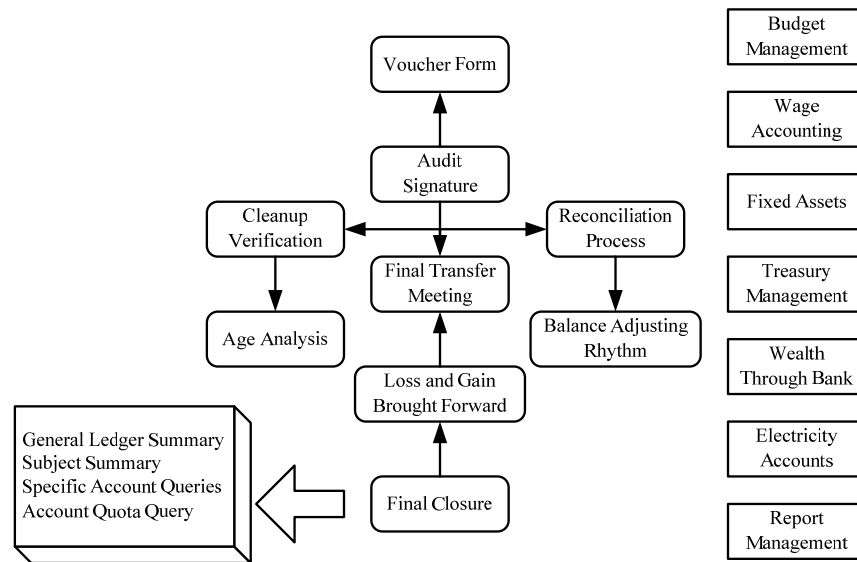 Voucher Form
Audit
Signature
Cleanup
Verification
Reconciliation
Process
Final Transfer
Meeting
Age Analysis
Balance Adjusting
Rhythm
Loss and Gain
Brought Forward
General Ledger Summary
Subject Summary
Specific Account Queries
Account Quota Query
Final Closure
Budget
Management
Wage
Accounting
Fixed Assets
Treasury
Management
Wealth
Through Bank
Electricity
Accounts
Report
Management